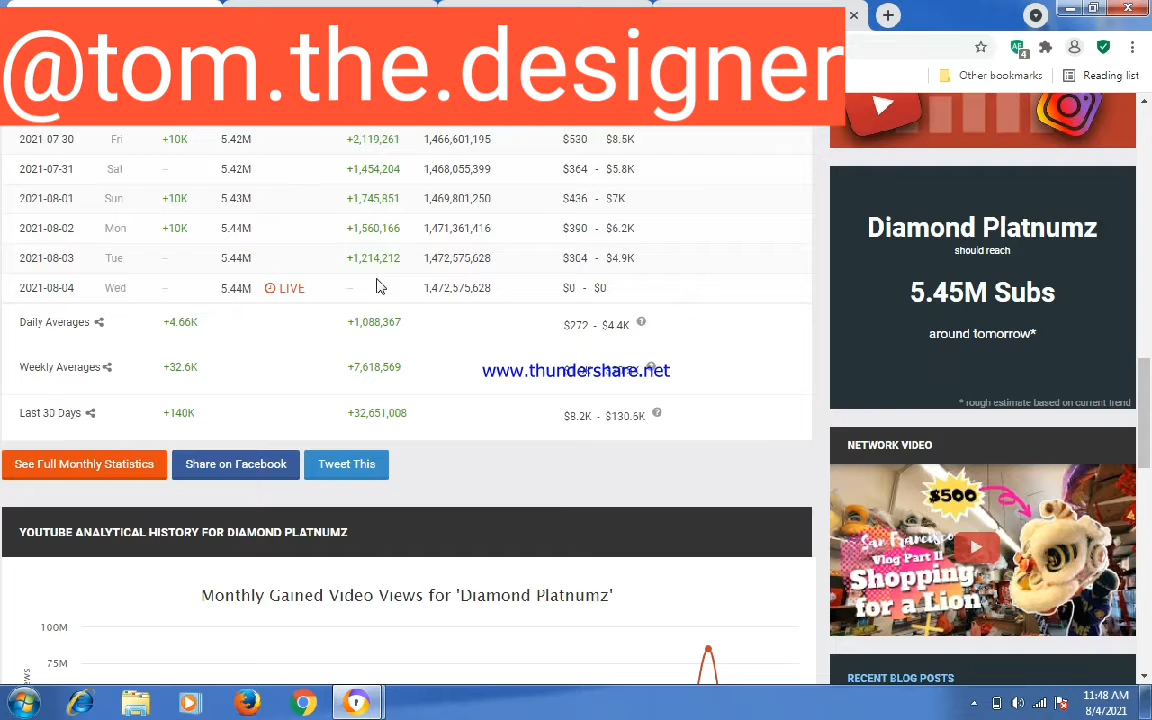 @tom.the.designer
4
Other bookmarks
Reading list
2021-07-30 Fri +10K 5.42M +2,119,261 1,466,601,195 $530 - $8.5K
2021-07-31 Sat – 5.42M +1,454,204 1,468,055,399 $364 - $5.8K
2021-08-01 Sun +10K 5.43M +1,745,851 1,469,801,250 $436 - $7K
2021-08-02 Mon +10K 5.44M +1,560,166 1,471,361,416 $390 - $6.2K
2021-08-03 Tue – 5.44M +1,214,212 1,472,575,628 $304 - $4.9K
2021-08-04 Wed – 5.44M LIVE – 1,472,575,628 $0 - $0
Daily Averages +4.66K +1,088,367 $272 - $4.4K
Weekly Averages +32.6K +7,618,569
www.thundershare.net
Last 30 Days +140K +32,651,008 $8.2K - $130.6K
See Full Monthly Statistics
Share on Facebook
Tweet This
YOUTUBE ANALYTICAL HISTORY FOR DIAMOND PLATNUMZ
Monthly Gained Video Views for 'Diamond Platnumz'
100M
75M
Diamond Platnumz
should reach
5.45M Subs
around tomorrow*
* rough estimate based on current trend
NETWORK VIDEO
$500
San Francisco
Vlog Part II
Shopping
for a Lion
RECENT BLOG POSTS
11:48 AM
8/4/2021